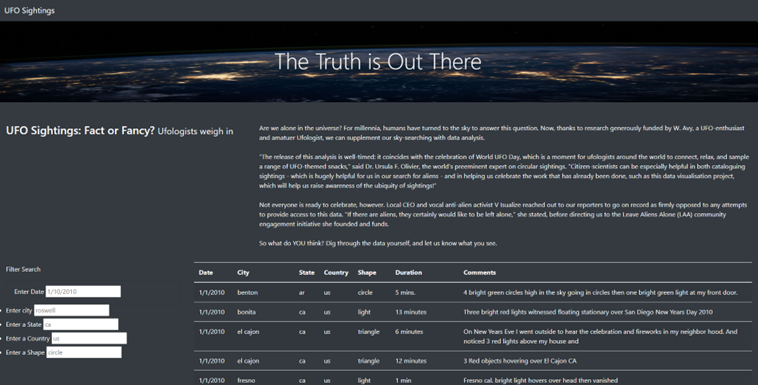 UFO Sightings
The Truth is Out There
UFO Sightings: Fact or Fancy? Ufologists weigh in
Are we alone in the universe? For millennia, humans have turned to the sky to answer this question. Now, thanks to research generously funded by W. Avy, a UFO-enthusiast
and amatuer Ufologist, we can supplement our sky-searching with data analysis.
"The release of this analysis is well-timed: it coincides with the celebration of World UFO Day, which is a moment for ufologists around the world to connect, relax, and sample
a range of UFO-themed snacks," said Dr. Ursula F. Olivier, the world's preeminent expert on circular sightings. "Citizen scientists can be especially helpful in both cataloguing
sightings - which is hugely helpful for us in our search for aliens - and in helping us celebrate the work that has already been done, such as this data visualisation project,
which will help us raise awareness of the ubiquity of sightings!"
Not everyone is ready to celebrate, however. Local CEO and vocal anti-alien activist V Isualize reached out to our reporters to go on record as firmly opposed to any attempts
to provide access to this data. "If there are aliens, they certainly would like to be left alone," she stated, before directing us to the Leave Aliens Alone (LAA) community
engagement initiative she founded and funds.
So what do YOU think? Dig through the data yourself, and let us know what you see.
Filter Search
Enter Date 1/10/2010
Enter city roswell
Enter a State ca
Enter a Country us
Enter a Shape circle
Date City State Country Shape Duration Comments
1/1/2010 benton ar us circle 5 mins. 4 bright green circles high in the sky going in circles then one bright green light at my front door.
1/1/2010 bonita ca us light 13 minutes Three bright red lights witnessed floating stationary over San Diego New Years Day 2010
1/1/2010 el cajon ca us triangle 6 minutes On New Years Eve I went outside to hear the celebration and fireworks in my neighbor hood. And
noticed 3 red lights above my house and
1/1/2010 el cajon ca us triangle 12 minutes 3 Red objects hovering over El Cajon CA
1/1/2010 fresno ca us light 1 min Fresno cal. bright light hovers over head then vanished